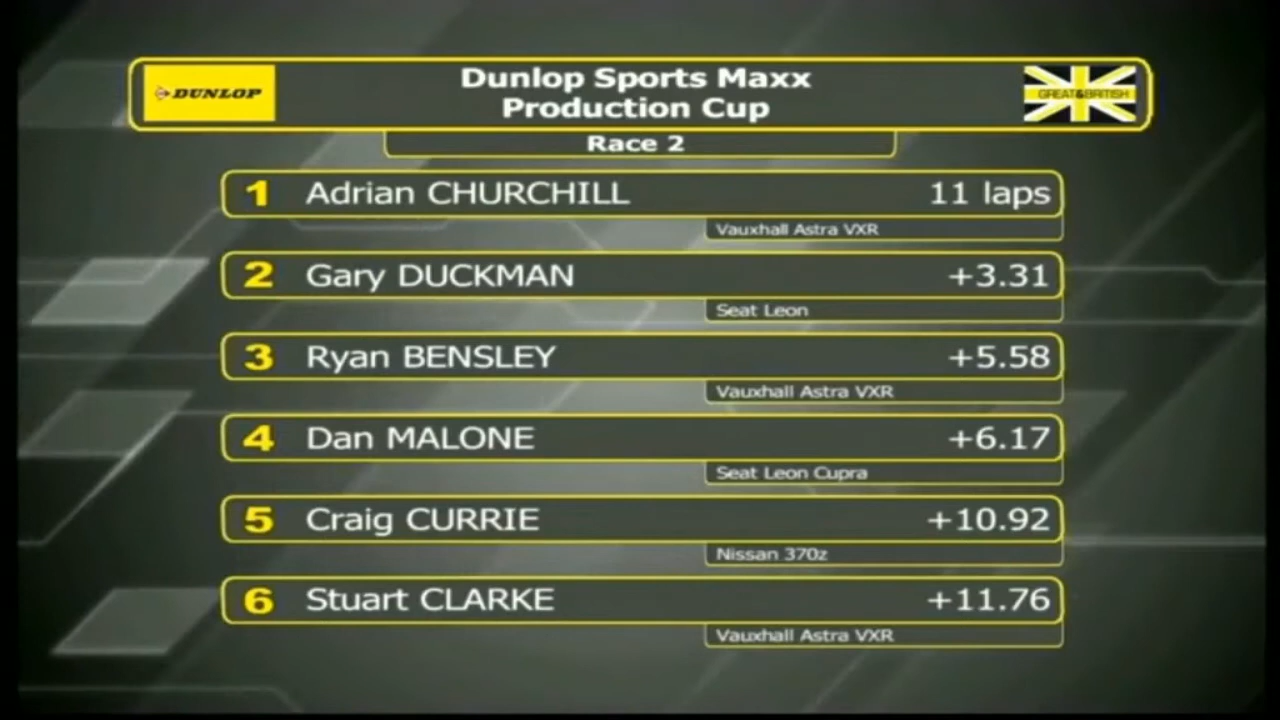 DUNLOP
Dunlop Sports Maxx
Production Cup
GREAT&BRITISH
Race 2
1 Adrian CHURCHILL 11 laps
Vauxhall Astra VXR
2 Gary DUCKMAN +3.31
Seat Leon
3 Ryan BENSLEY +5.58
Vauxhall Astra VXR
4 Dan MALONE +6.17
Seat Leon Cupra
5 Craig CURRIE +10.92
Nissan 370z
6 Stuart CLARKE +11.76
Vauxhall Astra VXR